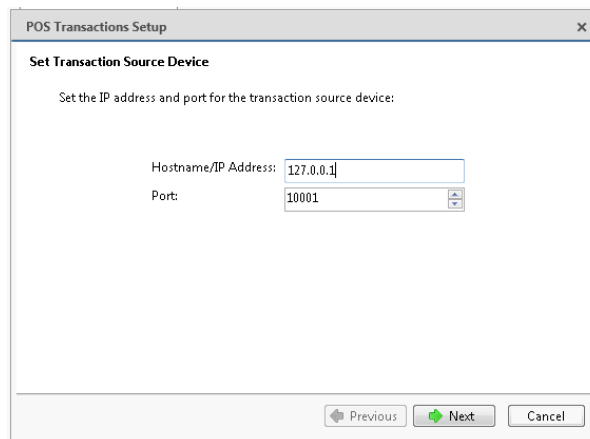 POS Transactions Setup
Set Transaction Source Device
Set the IP address and port for the transaction source device:
Hostname/IP Address: 127.0.0.1
Port: 10001
Previous Next Cancel